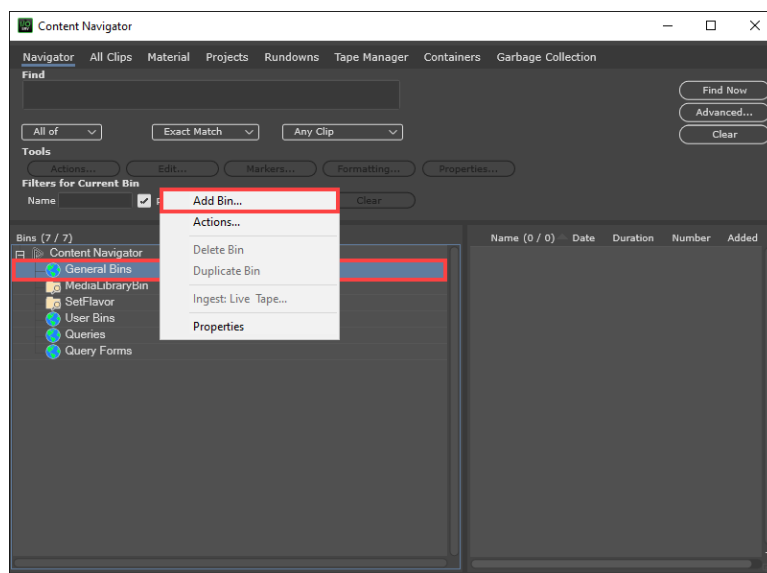 Content Navigator
Navigator All Clips Material Projects Rundowns Tape Manager Containers Garbage Collection
Find
Find Now
Advanced...
All of Exact Match Any Clip Clear
Tools
Actions... Edit... Markers... Formatting... Properties...
Filters for Current Bin
Name Clear
Add Bin...
Actions...
Delete Bin
Duplicate Bin
Ingest: Live Tape...
Properties
Bins (7 / 7) Name (0 / 0) Date Duration Number Added
Content Navigator
General Bins
MediaLibraryBin
SetFlavor
User Bins
Queries
Query Forms